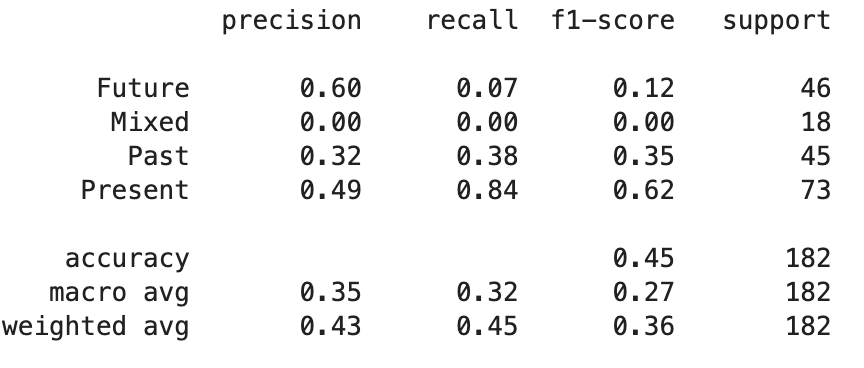 precision recall f1-score support
Future 0.60 0.07 0.12 46
Mixed 0.00 0.00 0.00 18
Past 0.32 0.38 0.35 45
Present 0.49 0.84 0.62 73
accuracy 0.45 182
macro avg 0.35 0.32 0.27 182
weighted avg 0.43 0.45 0.36 182